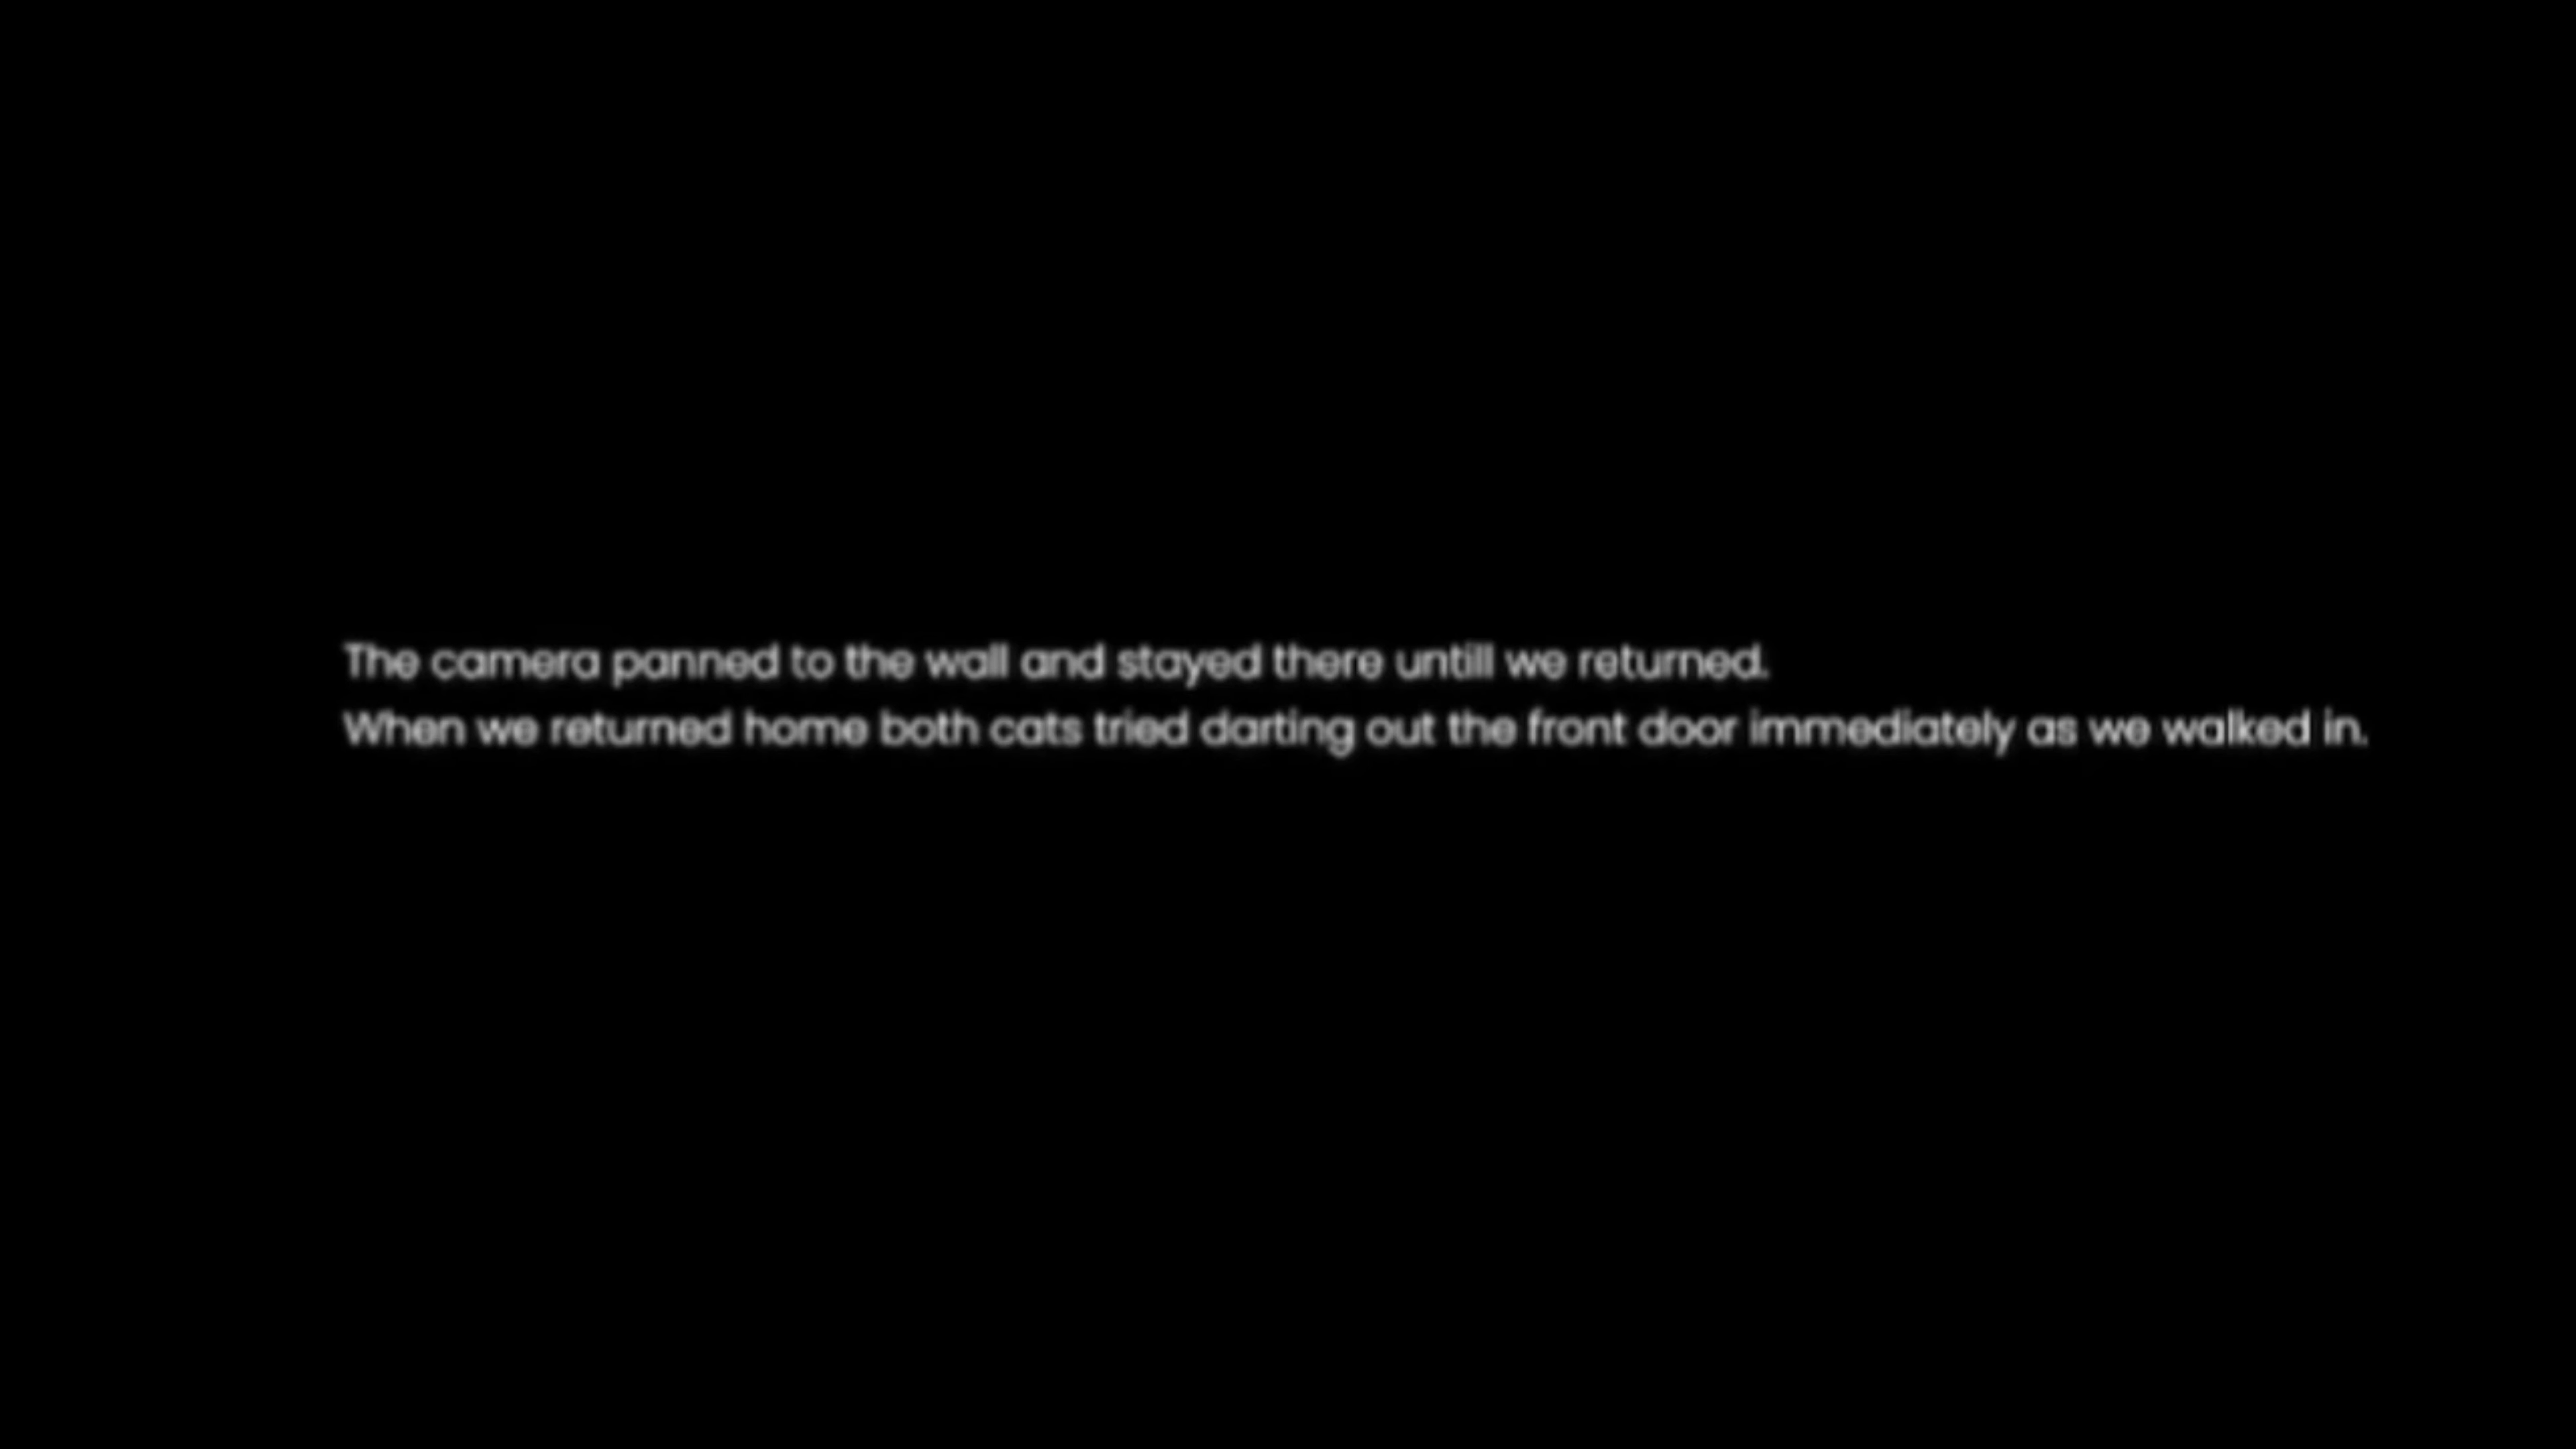 The camera panned to the wall and stayed there untill we returned.
When we returned home both cats tried darting out the front door immediately as we walked in.